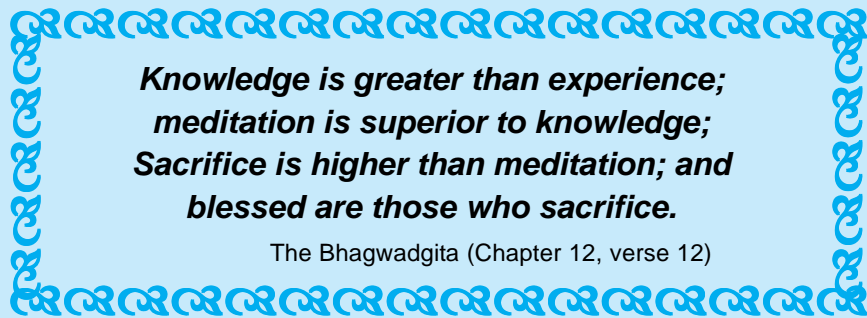 Knowledge is greater than experience;
meditation is superior to knowledge;
Sacrifice is higher than meditation; and
blessed are those who sacrifice.
The Bhagwadgita (Chapter 12, verse 12)